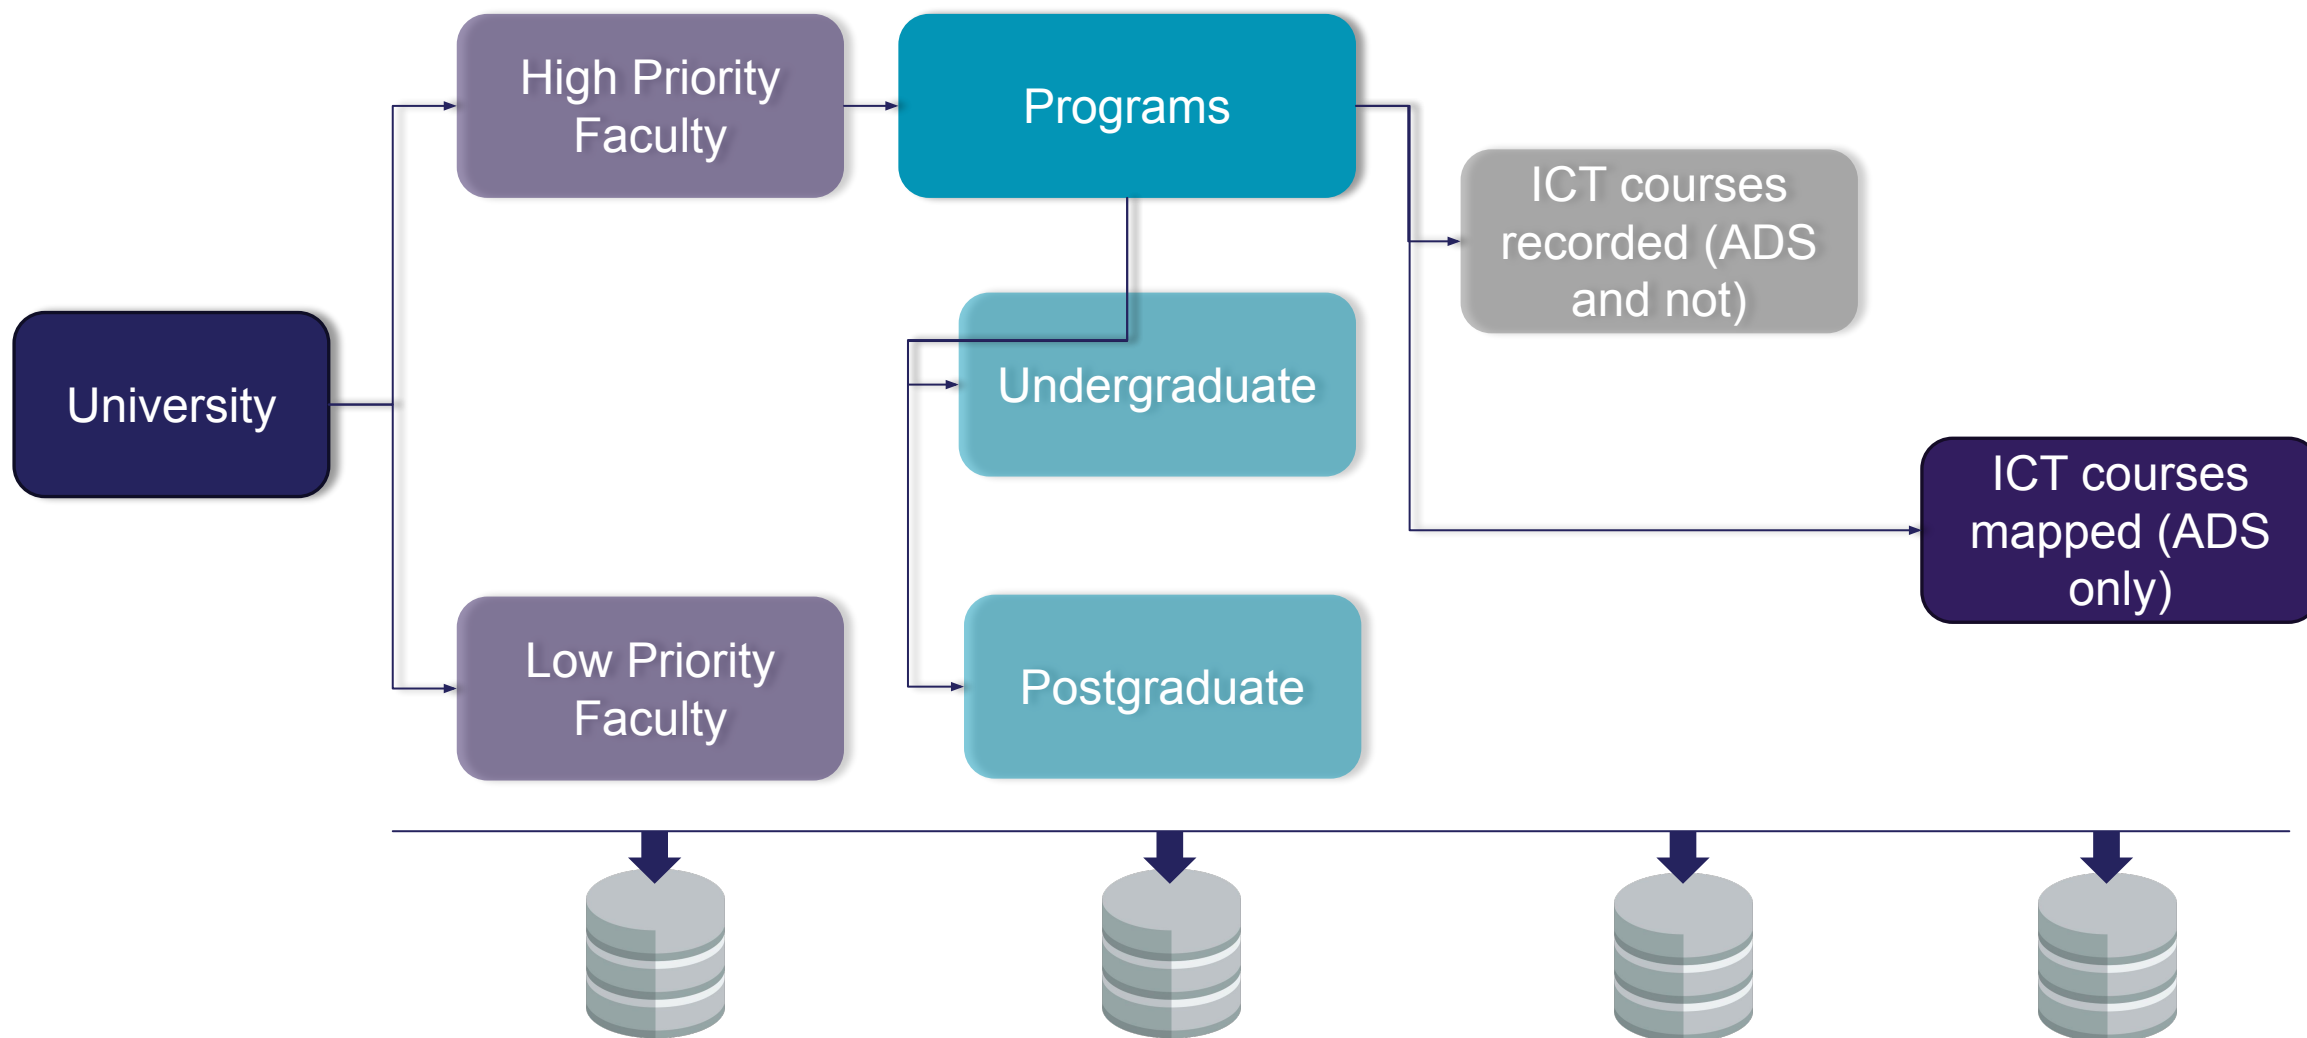 High Priority
Faculty
Programs
ICT courses
recorded (ADS
and not)
University
Undergraduate
ICT courses
mapped (ADS
only)
Low Priority
Faculty
Postgraduate